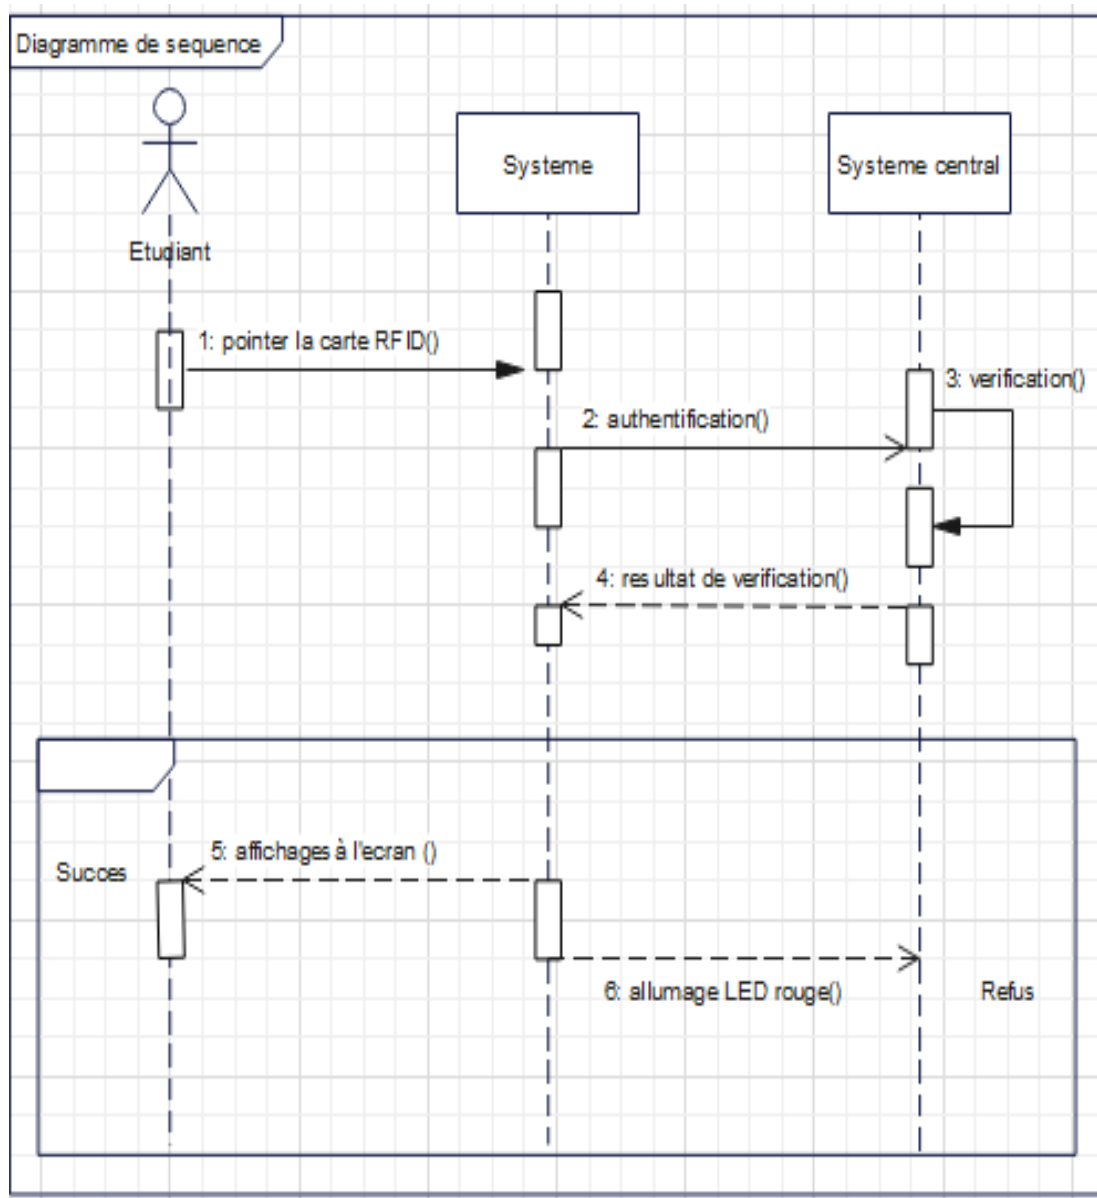 Diagramme de sequence
Systeme
Systeme central
Etudiant
1: pointer la carte RFID()
3: verification()
2: authentification()
4: resultat de verification()
5: affichages à l'ecran ()
Succes
6: allumage LED rouge()
Refus